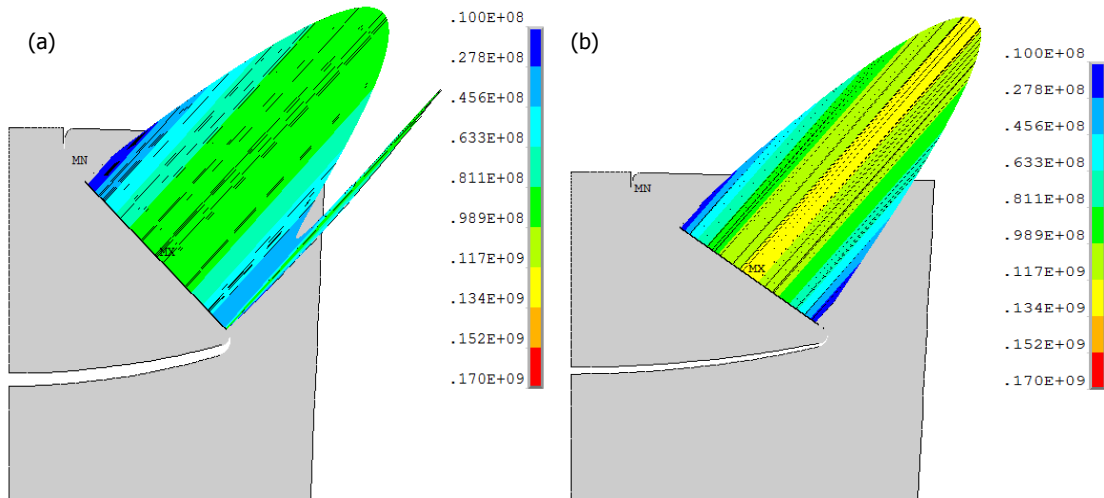 (a)
.100E+08
.278E+08
.456E+08
.633E+08
.811E+08
.989E+08
.117E+09
.134E+09
.152E+09
.170E+09
MN
MX
(b)
.100E+08
.278E+08
.456E+08
.633E+08
.811E+08
.989E+08
.117E+09
.134E+09
.152E+09
.170E+09
MN
MX